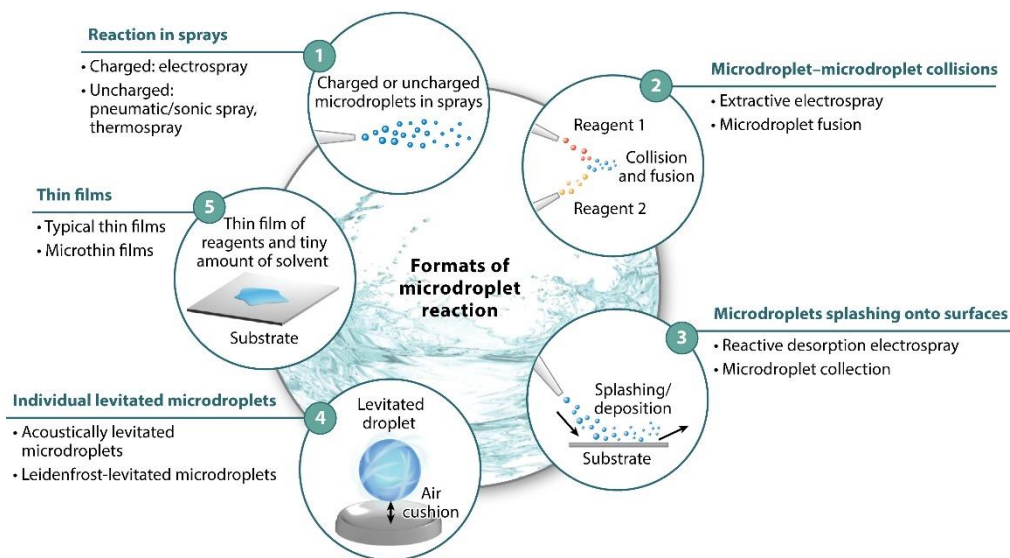 Reaction in sprays
• Charged: electrospray
• Uncharged:
pneumatic/sonic spray,
thermospray
1
Charged or uncharged
microdroplets in sprays
2
Microdroplet–microdroplet collisions
• Extractive electrospray
• Microdroplet fusion
Reagent 1
Collision
and fusion
Reagent 2
Thin films
• Typical thin films
• Microthin films
5
Thin film of
reagents and tiny
amount of solvent
Substrate
Formats of
microdroplet
reaction
Microdroplets splashing onto surfaces
3
• Reactive desorption electrospray
• Microdroplet collection
Splashing/
deposition
Substrate
Individual levitated microdroplets
4
• Acoustically levitated
microdroplets
• Leidenfrost-levitated microdroplets
Levitated
droplet
Air
cushion